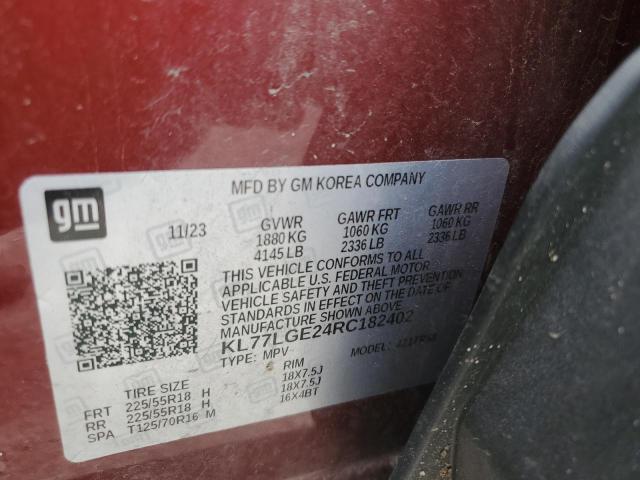 MFD BY GM KOREA COMPANY
gm
11/23
GVWR GAWR FRT GAWR RR
1880 KG 1060 KG 1060 KG
4145 LB 2336 LB 2336 LB
THIS VEHICLE CONFORMS TO ALL
APPLICABLE U.S. FEDERAL MOTOR
VEHICLE SAFETY AND THEFT PREVENTION
STANDARDS IN EFFECT ON THE DATE OF
MANUFACTURE SHOWN ABOVE.
KL77LGE24RC182402
TYPE: MPV MODEL:
TIRE SIZE RIM
FRT 225/55R18 H 18X7.5J
RR 225/55R18 H 18X7.5J
SPA T125/70R16 M 16X4BT